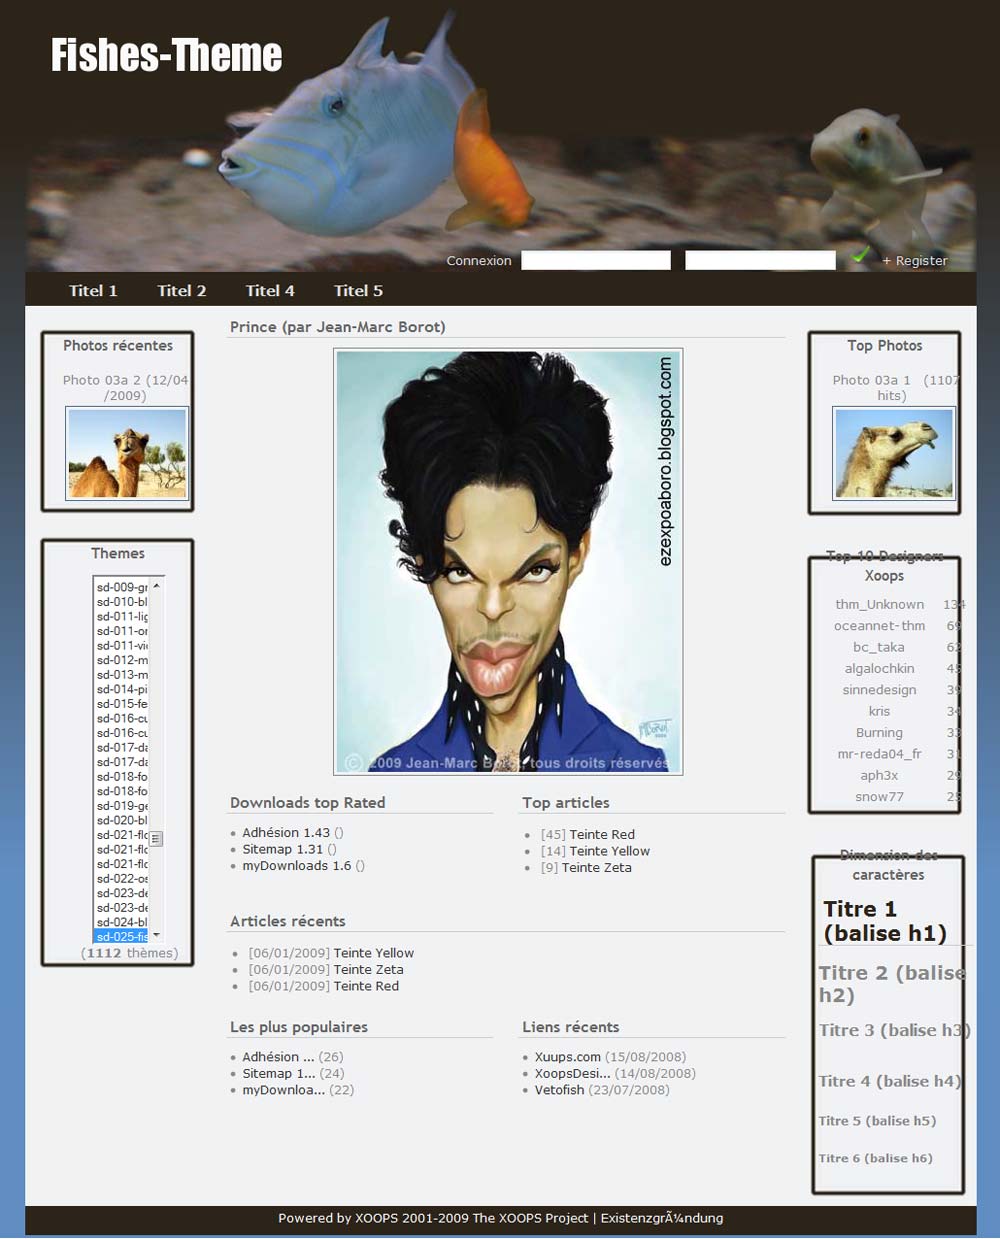 Fishes-Theme
Connexion
+ Register
Titel 1
Titel 2
Titel 4
Titel 5
Photos récentes
Photo 03a 2 (12/04
/2009)
Themes
sd-009-gr
sd-010-bl
sd-011-lig
sd-011-or
sd-011-vi
sd-012-m
sd-013-m
sd-014-pi
sd-015-fe
sd-016-cu
sd-016-cu
sd-017-da
sd-017-da
sd-018-fo
sd-018-fo
sd-019-ge
sd-020-bl
sd-021-flo
sd-021-flo
sd-021-flo
sd-022-os
sd-023-de
sd-023-de
sd-024-bl
sd-025-fis
(1112 thèmes)
Prince (par Jean-Marc Borot)
ezexpoaboro.blogspot.com
© 2009 Jean-Marc Borot, tous droits réservés
Downloads top Rated
Adhésion 1.43 ()
Sitemap 1.31 ()
myDownloads 1.6 ()
Top articles
[45] Teinte Red
[14] Teinte Yellow
[9] Teinte Zeta
Articles récents
[06/01/2009] Teinte Yellow
[06/01/2009] Teinte Zeta
[06/01/2009] Teinte Red
Les plus populaires
Adhésion ... (26)
Sitemap 1... (24)
myDownloa... (22)
Liens récents
Xuups.com (15/08/2008)
XoopsDesi... (14/08/2008)
Vetofish (23/07/2008)
Top Photos
Photo 03a 1 (1107
hits)
Top 10 Designers
Xoops
thm_Unknown 134
oceannet-thm 69
bc_taka 62
algalochkin 45
sinnedesign 39
kris 34
Burning 33
mr-reda04_fr 31
aph3x 29
snow77 25
Dimension des
caractères
Titre 1
(balise h1)
Titre 2 (balise
h2)
Titre 3 (balise h3)
Titre 4 (balise h4)
Titre 5 (balise h5)
Titre 6 (balise h6)
Powered by XOOPS 2001-2009 The XOOPS Project | ExistenzgrÃ¼ndung